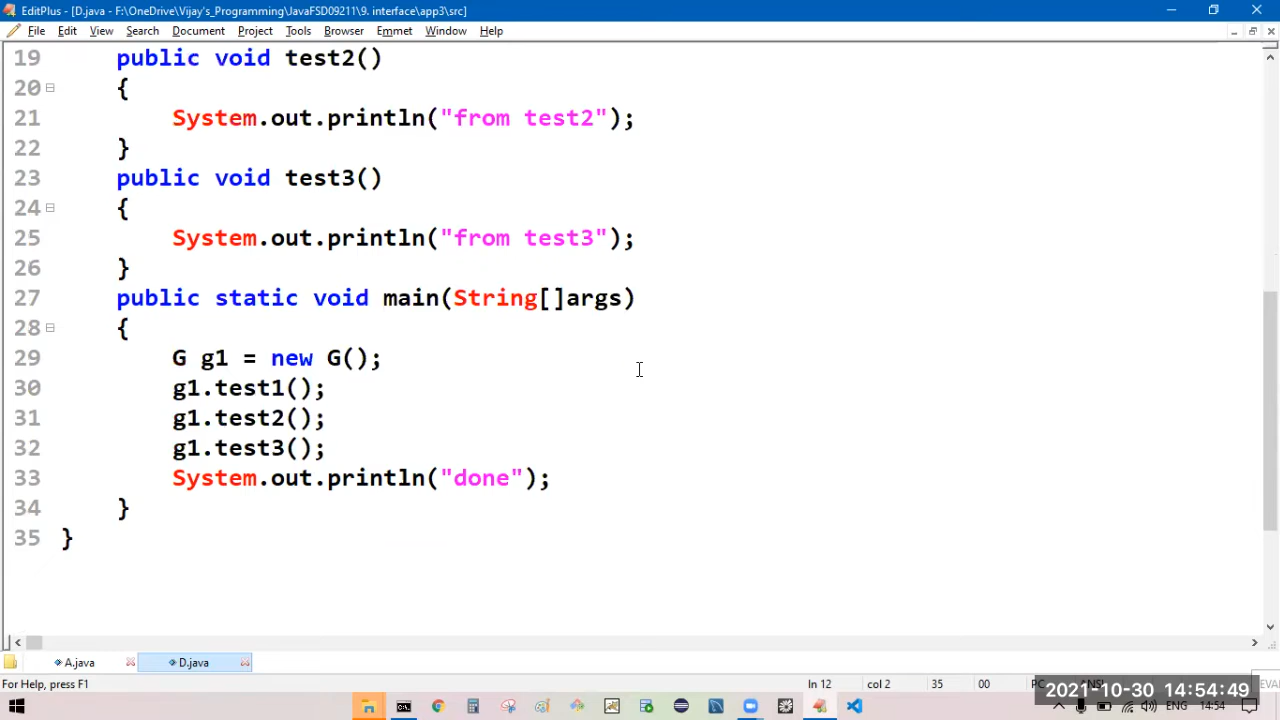 EditPlus - [D.java - F:\OneDrive\Vijay's_Programming\JavaFSD09211\9. interface\app3\src]
File Edit View Search Document Project Tools Browser Emmet Window Help
19 public void test2()
20 {
21 System.out.println("from test2");
22 }
23 public void test3()
24 {
25 System.out.println("from test3");
26 }
27 public static void main(String[]args)
28 {
29 G g1 = new G();
30 g1.test1();
31 g1.test2();
32 g1.test3();
33 System.out.println("done");
34 }
35 }
A.java D.java
For Help, press F1 ln 12 col 2 35 00 PC ANSI
2021-10-30 14:54:49
ENG 14:54